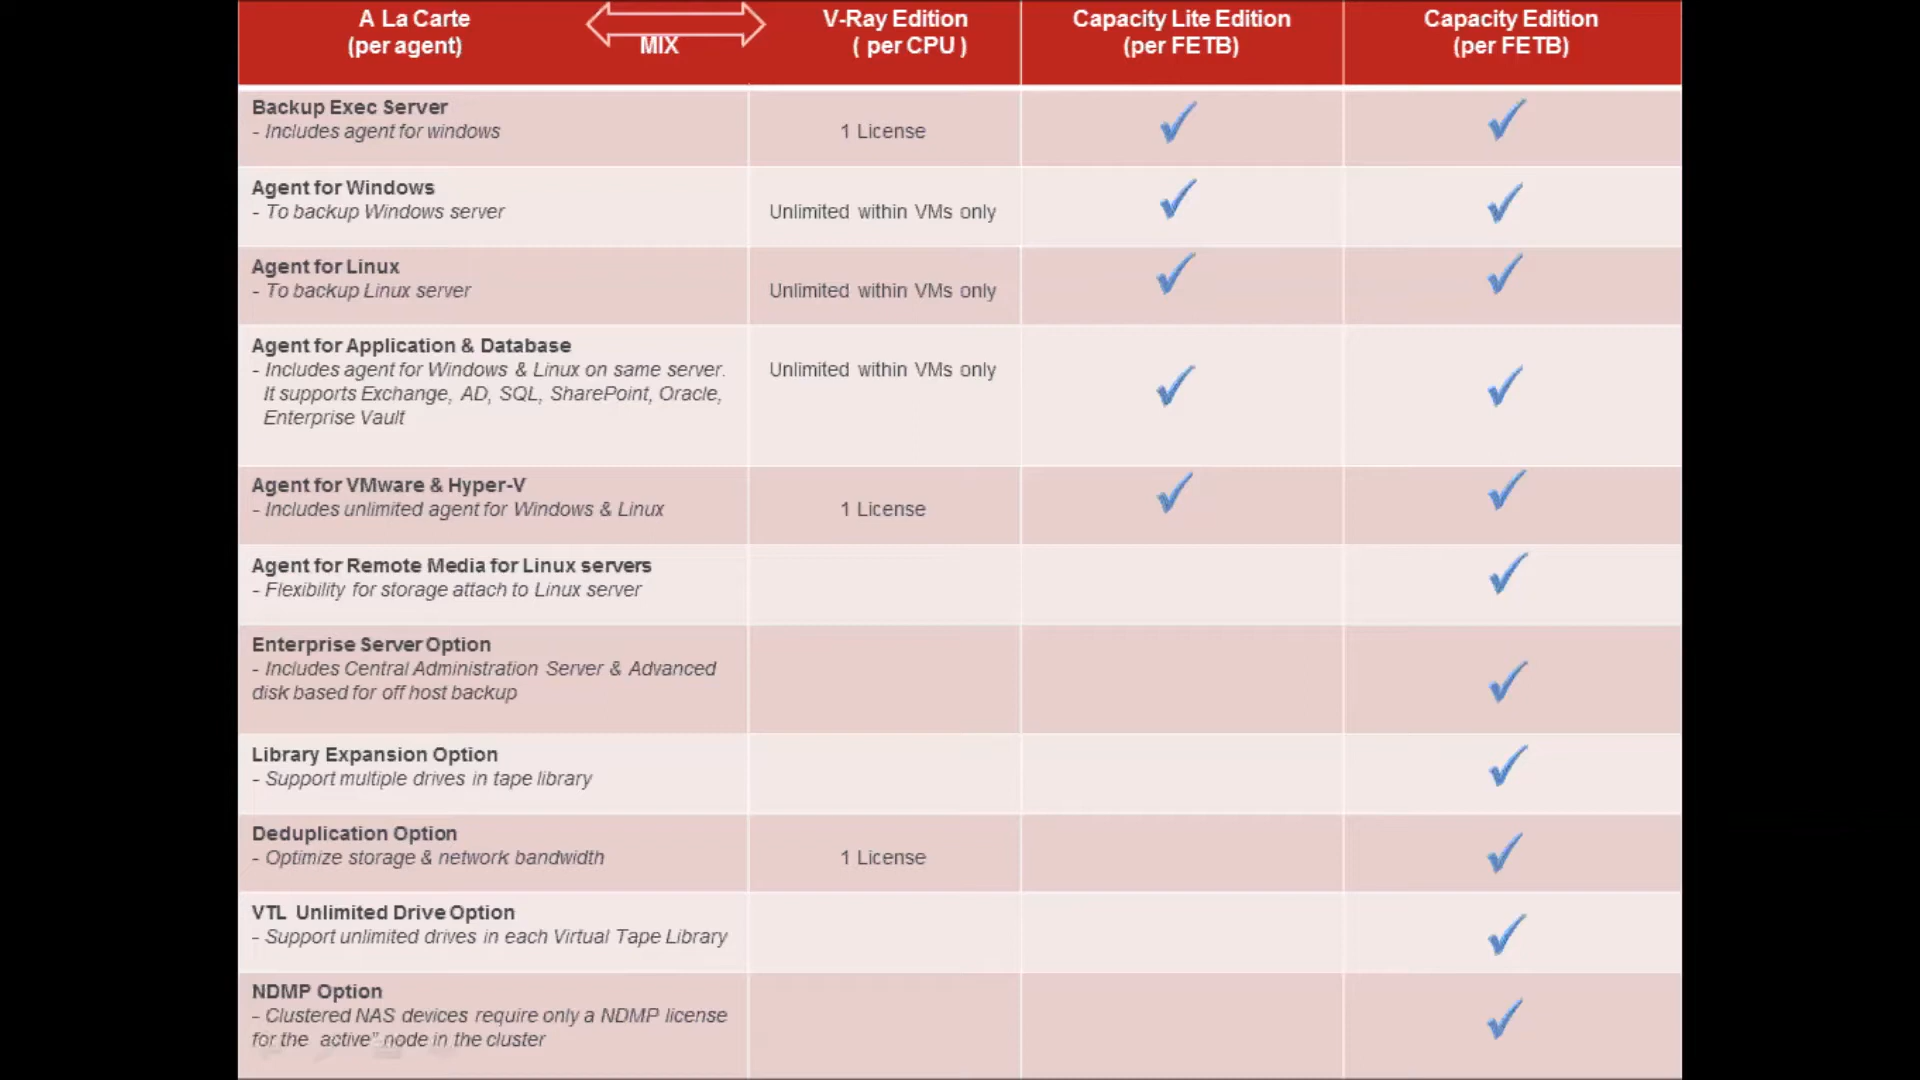 A La Carte
(per agent)
MIX
V-Ray Edition
( per CPU )
Capacity Lite Edition
(per FETB)
Capacity Edition
(per FETB)
Backup Exec Server
- Includes agent for windows
1 License
Agent for Windows
- To backup Windows server
Unlimited within VMs only
Agent for Linux
- To backup Linux server
Unlimited within VMs only
Agent for Application & Database
- Includes agent for Windows & Linux on same server.
It supports Exchange, AD, SQL, SharePoint, Oracle,
Enterprise Vault
Unlimited within VMs only
Agent for VMware & Hyper-V
- Includes unlimited agent for Windows & Linux
1 License
Agent for Remote Media for Linux servers
- Flexibility for storage attach to Linux server
Enterprise Server Option
- Includes Central Administration Server & Advanced
disk based for off host backup
Library Expansion Option
- Support multiple drives in tape library
Deduplication Option
- Optimize storage & network bandwidth
1 License
VTL Unlimited Drive Option
- Support unlimited drives in each Virtual Tape Library
NDMP Option
- Clustered NAS devices require only a NDMP license
for the active” node in the cluster